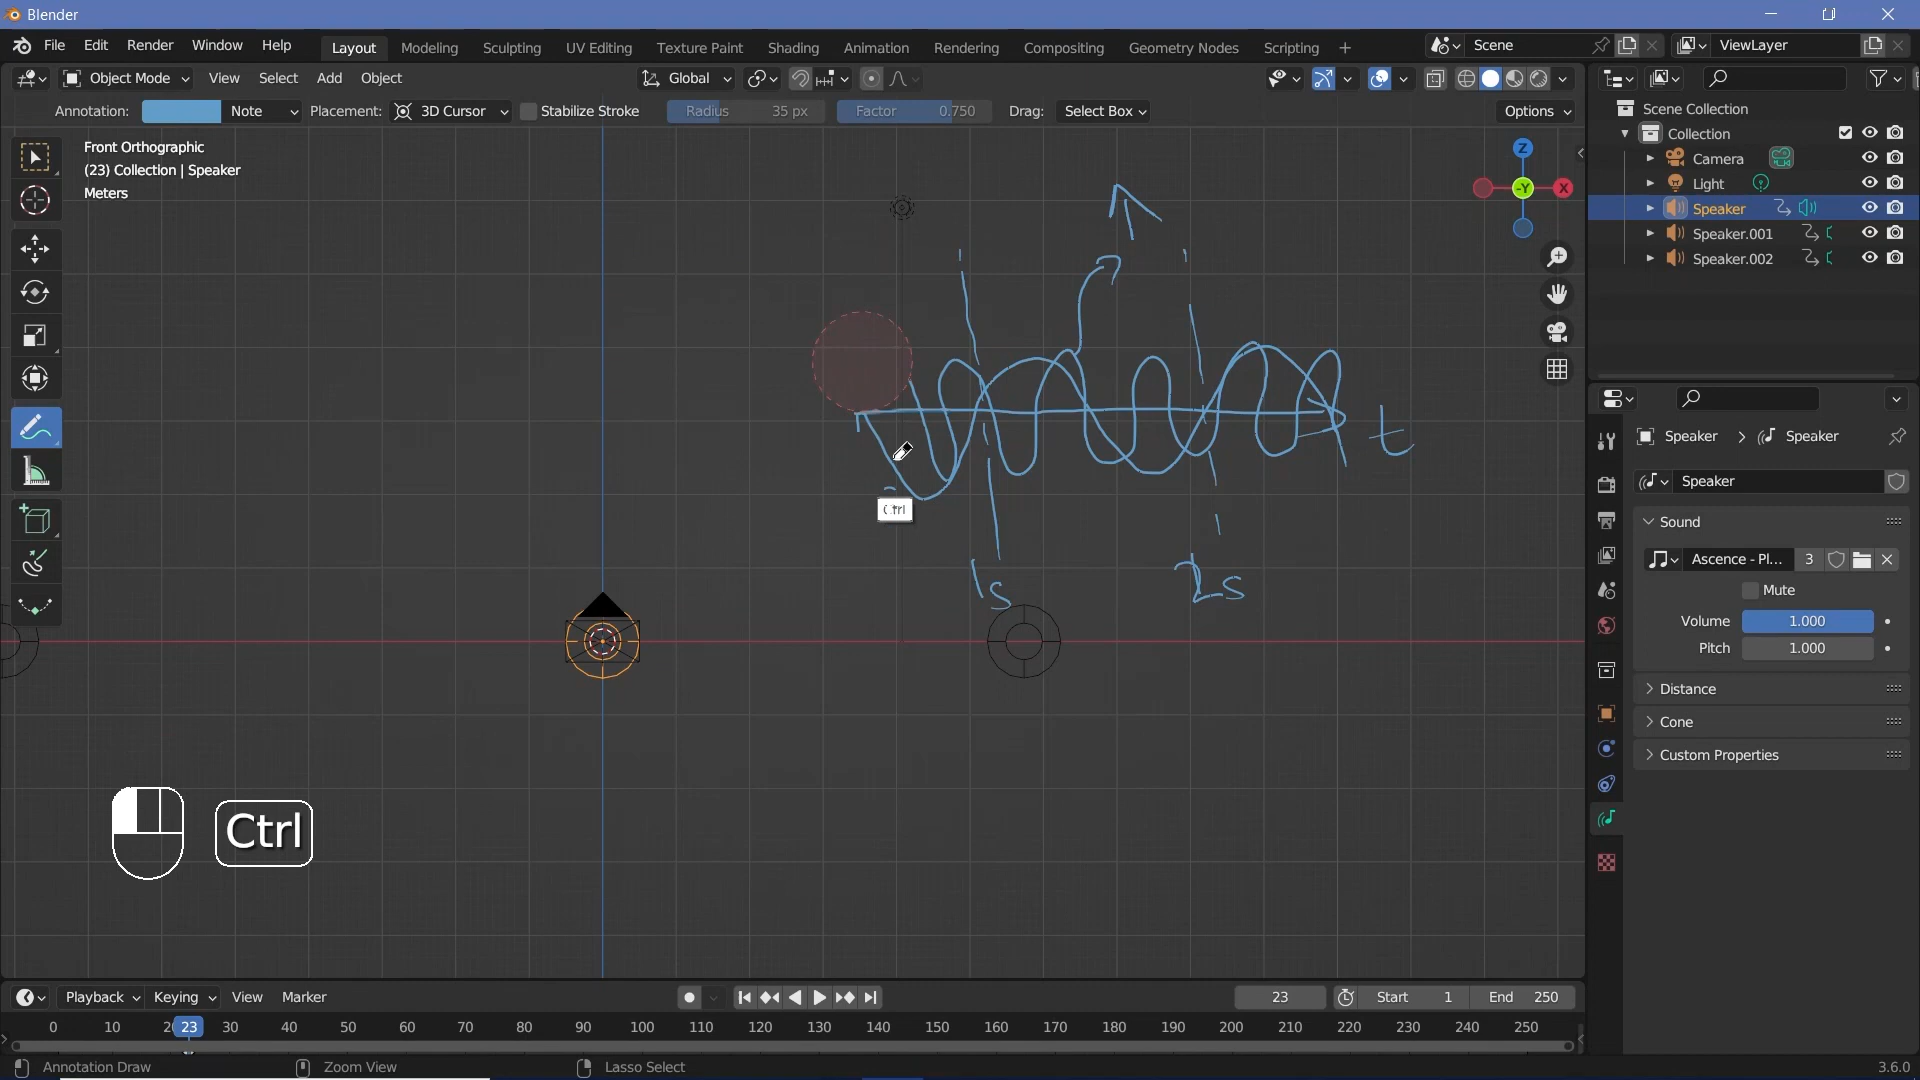 Blender
File Edit Render Window Help Layout Modeling Sculpting UV Editing Texture Paint Shading Animation Rendering Compositing Geometry Nodes Scripting + Scene ViewLayer
Object Mode View Select Add Object Global
Annotation: Note Placement: 3D Cursor Stabilize Stroke Radius 35 px Factor 0.750 Drag: Select Box Options
Front Orthographic
(23) Collection | Speaker
Meters
Z
-Y
X
t
Ctrl
1s
2s
Ctrl
Scene Collection
Collection
Camera
Light
Speaker
Speaker.001
Speaker.002
Speaker > Speaker
Speaker
Sound
Ascence - Pl... 3
Mute
Volume 1.000
Pitch 1.000
Distance
Cone
Custom Properties
Playback Keying View Marker 23 Start 1 End 250
0 10 20 23 30 40 50 60 70 80 90 100 110 120 130 140 150 160 170 180 190 200 210 220 230 240 250
Annotation Draw Zoom View Lasso Select 3.6.0